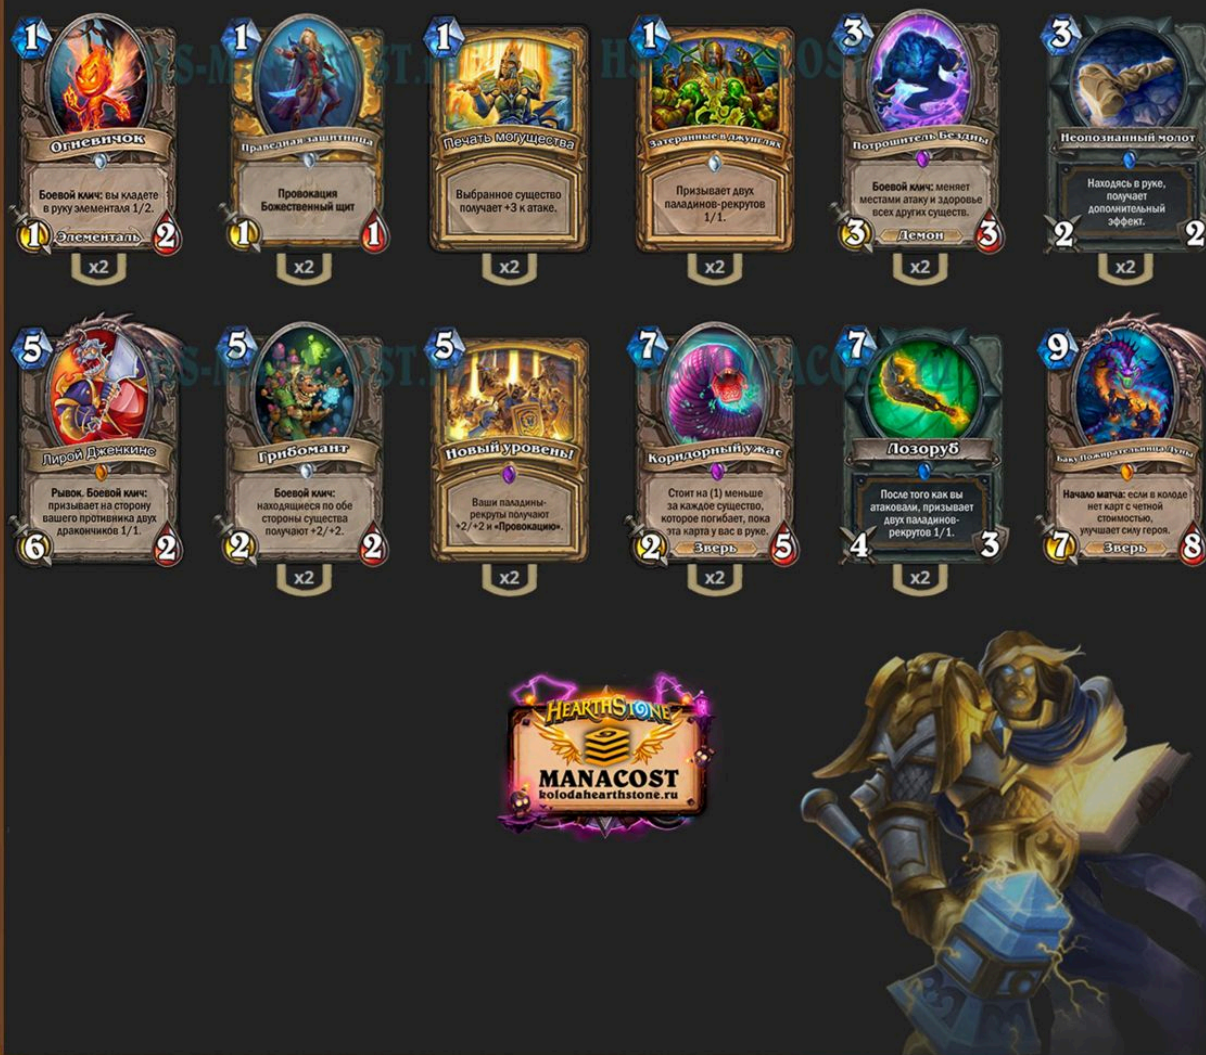 1
1
1
1
3
3
HS-MANACOST.RU
Огневичок
Праведная защитница
Печать могущества
Затерянные в джунглях
Потрошитель Бездны
Неопознанный молот
Боевой клич: вы кладете
в руку элементаля 1/2.
Провокация
Божественный щит
Выбранное существо
получает +3 к атаке.
Призывает двух
паладинов-рекрутов
1/1.
Боевой клич: меняет
местами атаку и здоровье
всех других существ.
Находясь в руке,
получает
дополнительный
эффект.
1 Элементаль 2
1 1
3 Демон 3
2 2
x2
x2
x2
x2
x2
x2
5
5
5
7
7
9
Лирой Дженкинс
Грибомант
Новый уровень!
Коридорный ужас
Лозоруб
Баку Пожирательница Луны
Рывок. Боевой клич:
призывает на сторону
вашего противника двух
дракончиков 1/1.
Боевой клич:
находящиеся по обе
стороны существа
получают +2/+2.
Ваши паладины-
рекруты получают
+2/+2 и «Провокацию».
Стоит на (1) меньше
за каждое существо,
которое погибает, пока
эта карта у вас в руке.
После того как вы
атаковали, призывает
двух паладинов-
рекрутов 1/1.
Начало матча: если в колоде
нет карт с четной
стоимостью,
улучшает силу героя.
6 2
2 2
2 Зверь 5
4 3
7 Зверь 8
x2
x2
x2
x2
HEARTHSTONE
MANACOST
kolodahearthstone.ru